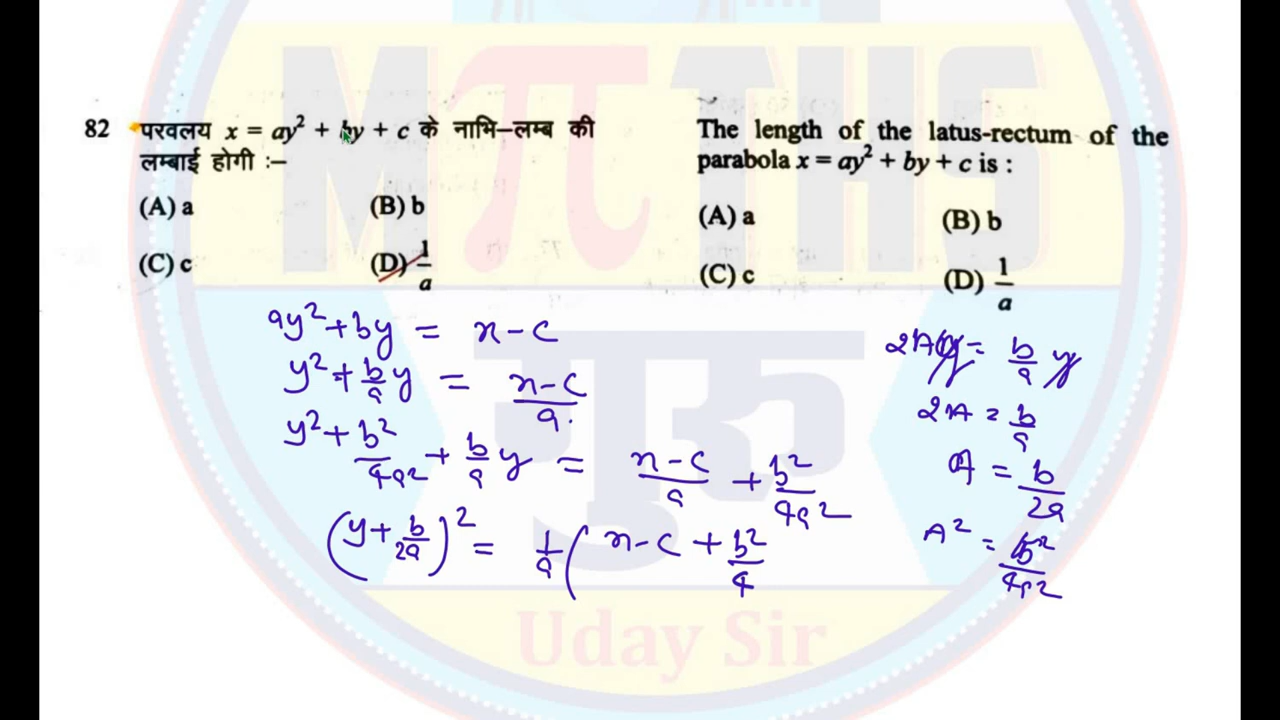 MπTHS
82 परवलय x = ay² + by + c के नाभि–लम्ब की
लम्बाई होगी :–
(A) a (B) b
(C) c (D) 1/a
The length of the latus-rectum of the
parabola x = ay² + by + c is :
(A) a (B) b
(C) c (D) 1/a
ay² + by = x - c
y² + b/a y = x-c/a
y² + b²/4a² + b/a y = x-c/a + b²/4a²
(y + b/2a)² = 1/a ( x - c + b²/4
2Ay = b/a y
2A = b/a
A = b/2a
A² = b²/4a²
गुरु
Uday Sir